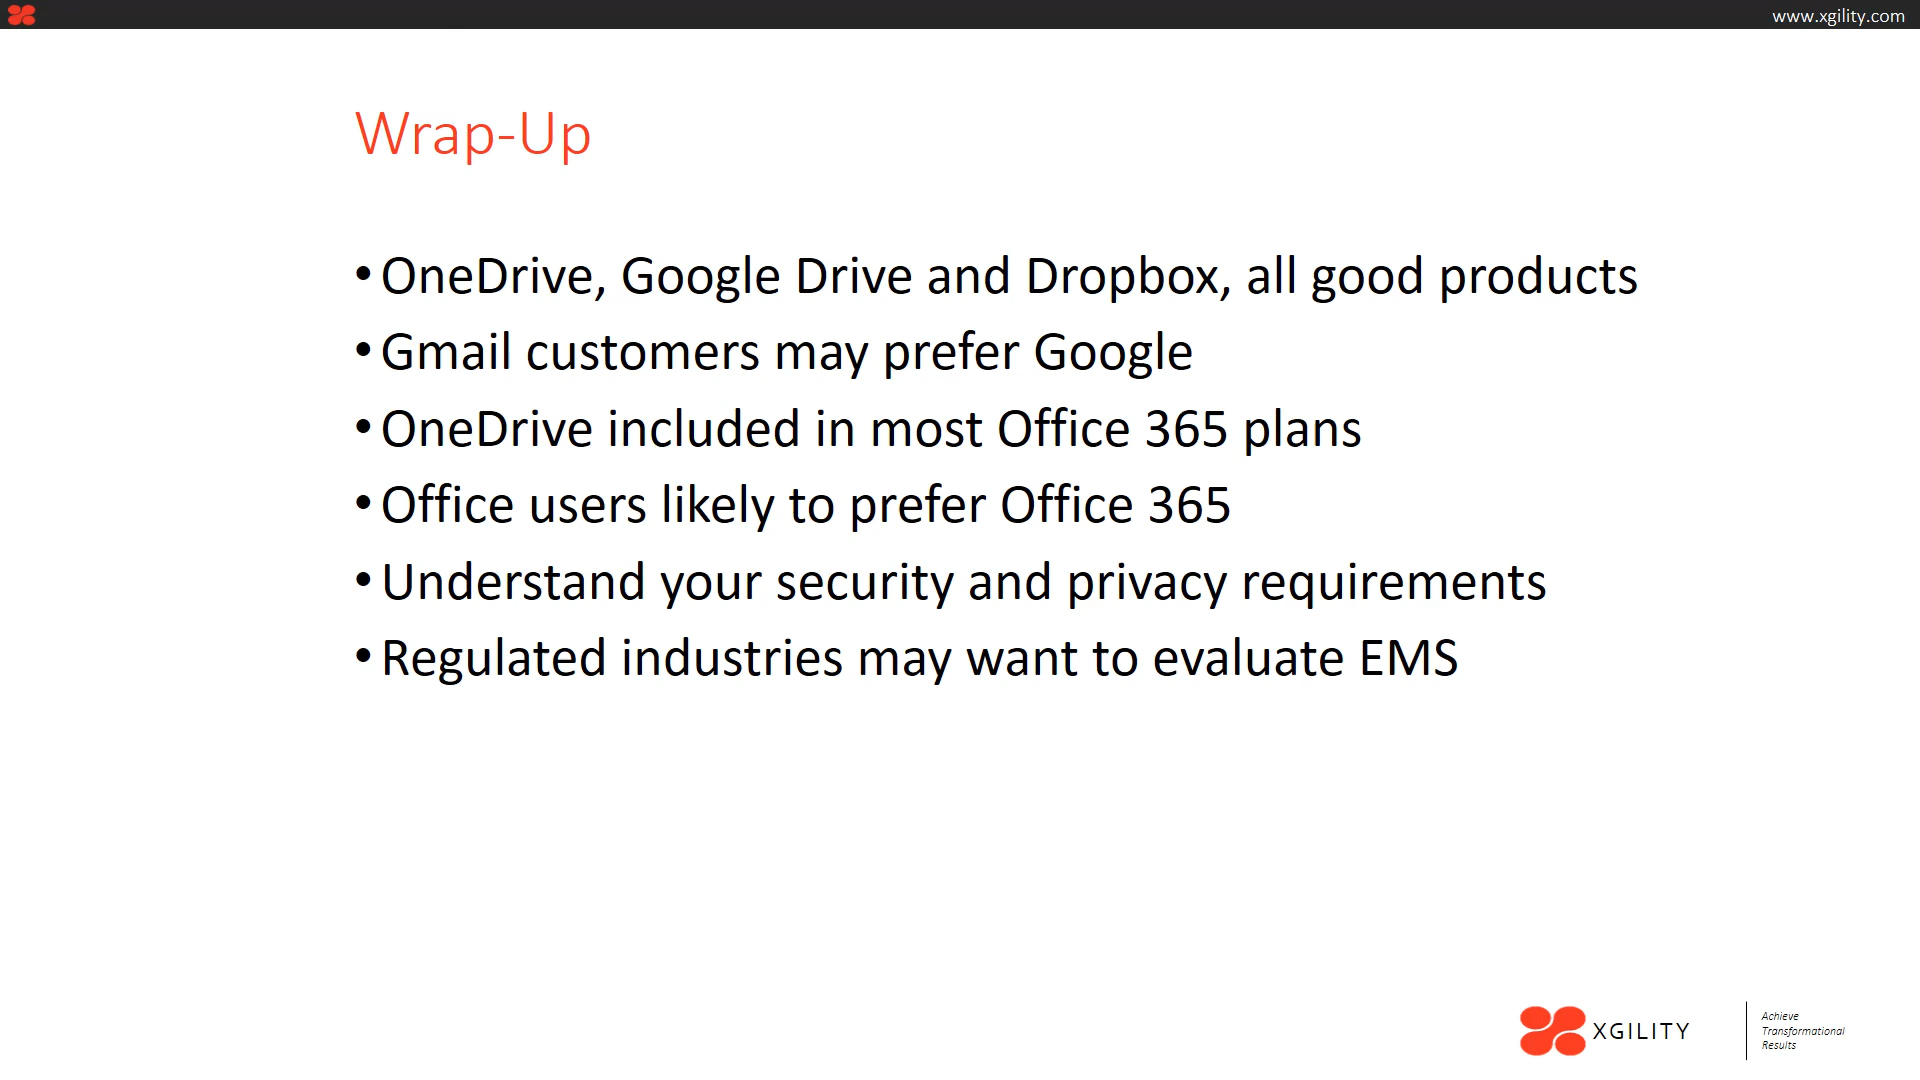 www.xgility.com
Wrap-Up
• OneDrive, Google Drive and Dropbox, all good products
• Gmail customers may prefer Google
• OneDrive included in most Office 365 plans
• Office users likely to prefer Office 365
• Understand your security and privacy requirements
• Regulated industries may want to evaluate EMS
XGILITY
Achieve
Transformational
Results